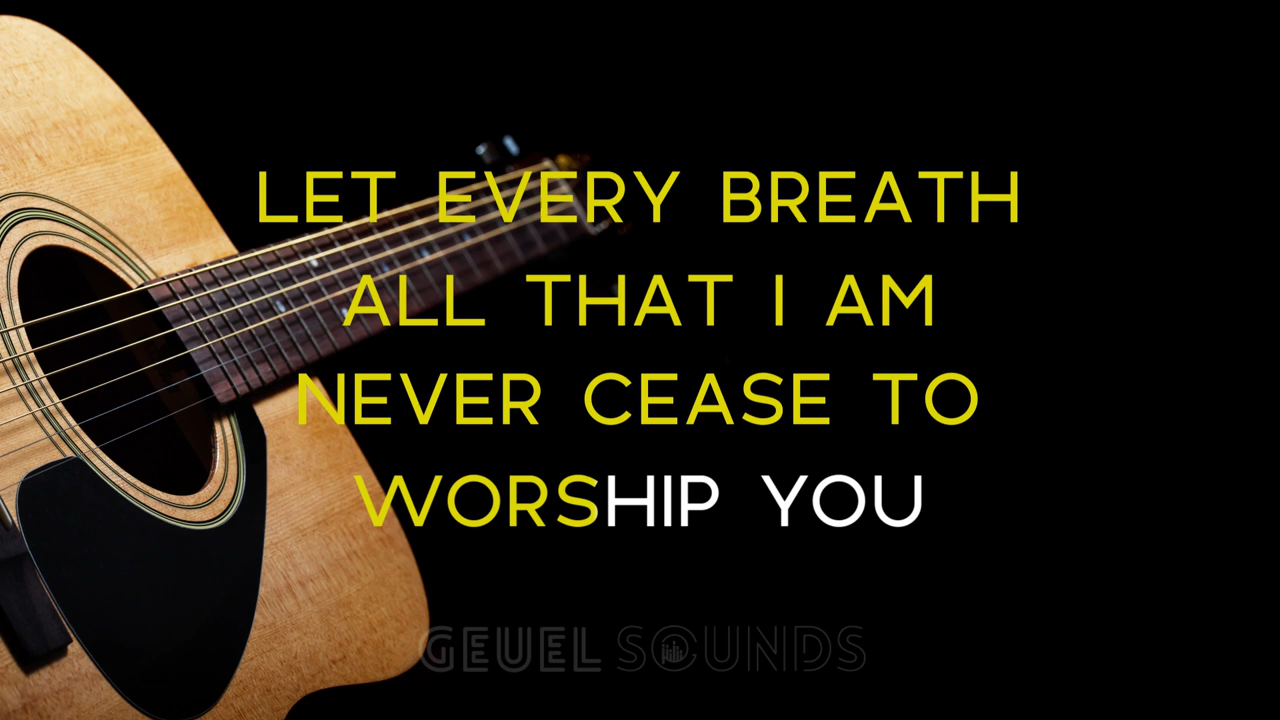 LET EVERY BREATH
ALL THAT I AM
NEVER CEASE TO
WORSHIP YOU
GEUEL SOUNDS